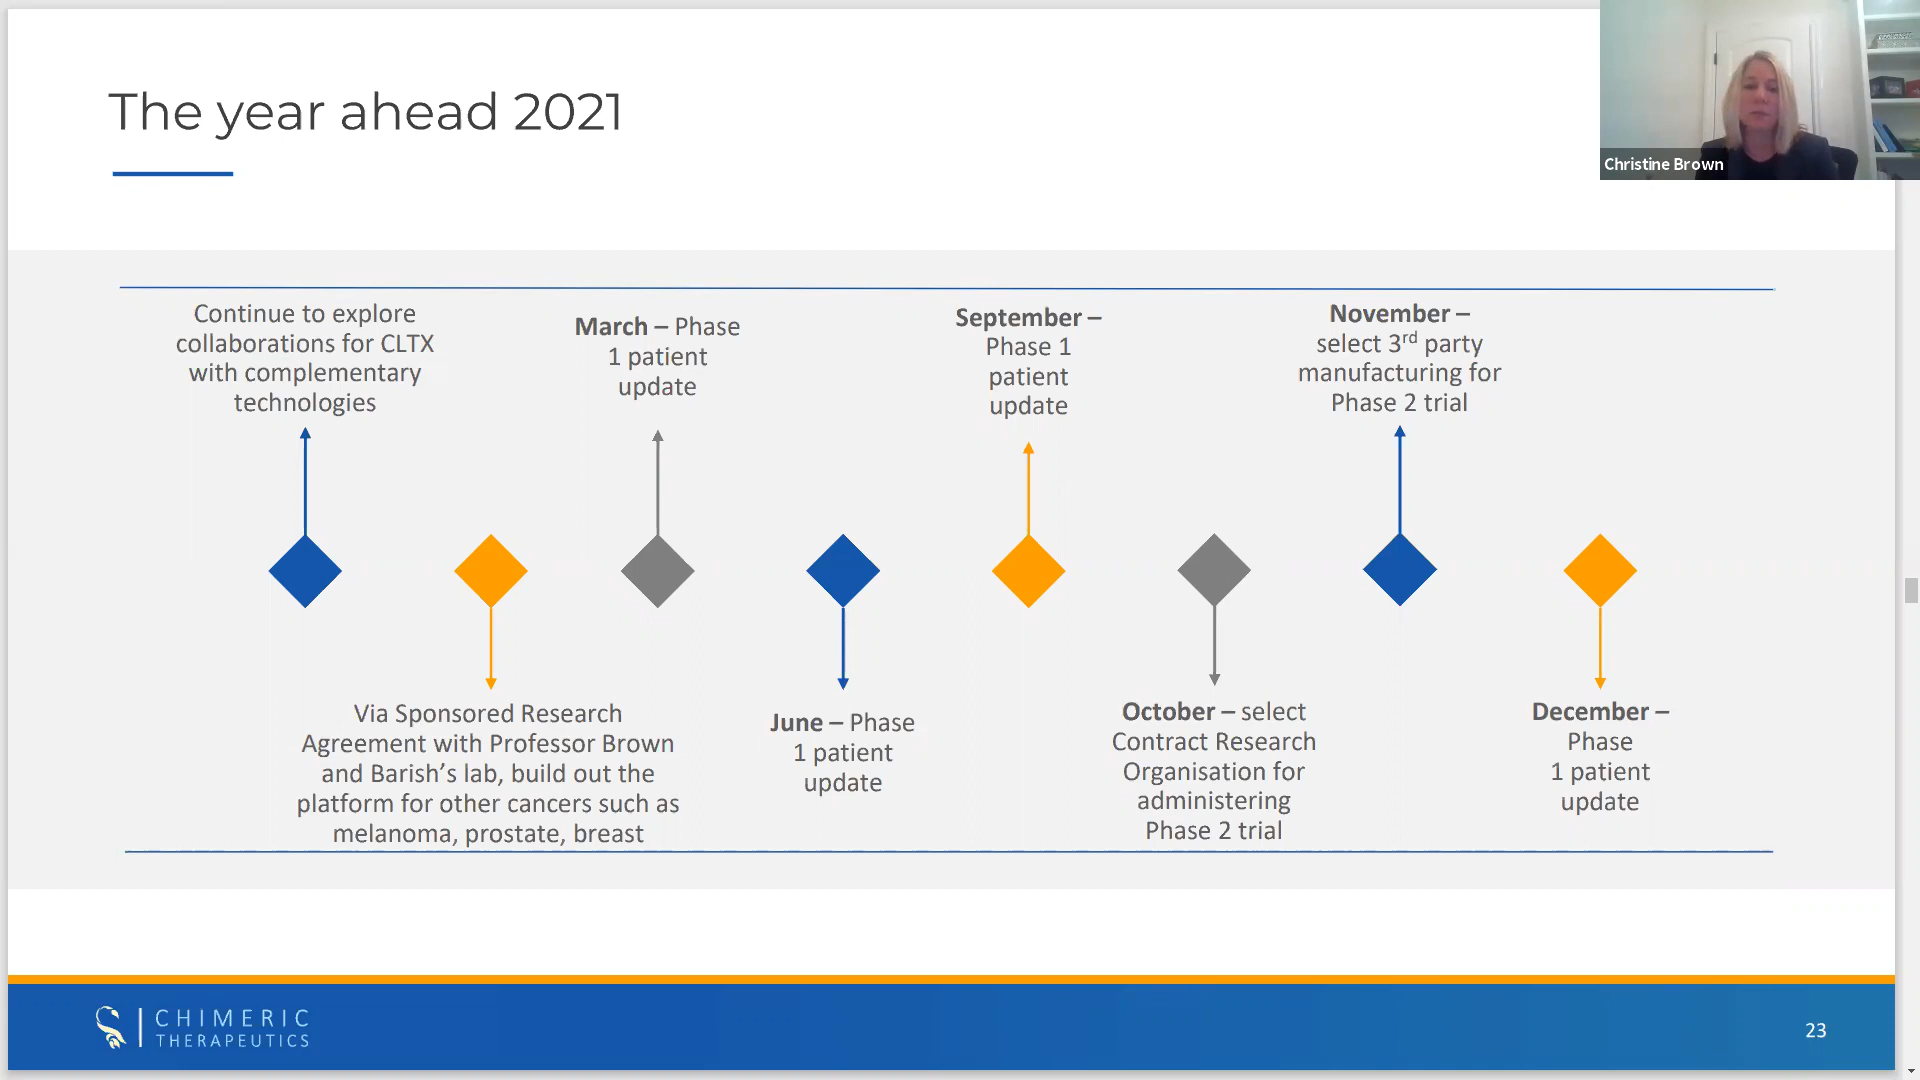 The year ahead 2021
Christine Brown
Continue to explore
collaborations for CLTX
with complementary
technologies
Via Sponsored Research
Agreement with Professor Brown
and Barish’s lab, build out the
platform for other cancers such as
melanoma, prostate, breast
March – Phase
1 patient
update
June – Phase
1 patient
update
September –
Phase 1
patient
update
October – select
Contract Research
Organisation for
administering
Phase 2 trial
November –
select 3rd party
manufacturing for
Phase 2 trial
December –
Phase
1 patient
update
CHIMERIC
THERAPEUTICS
23